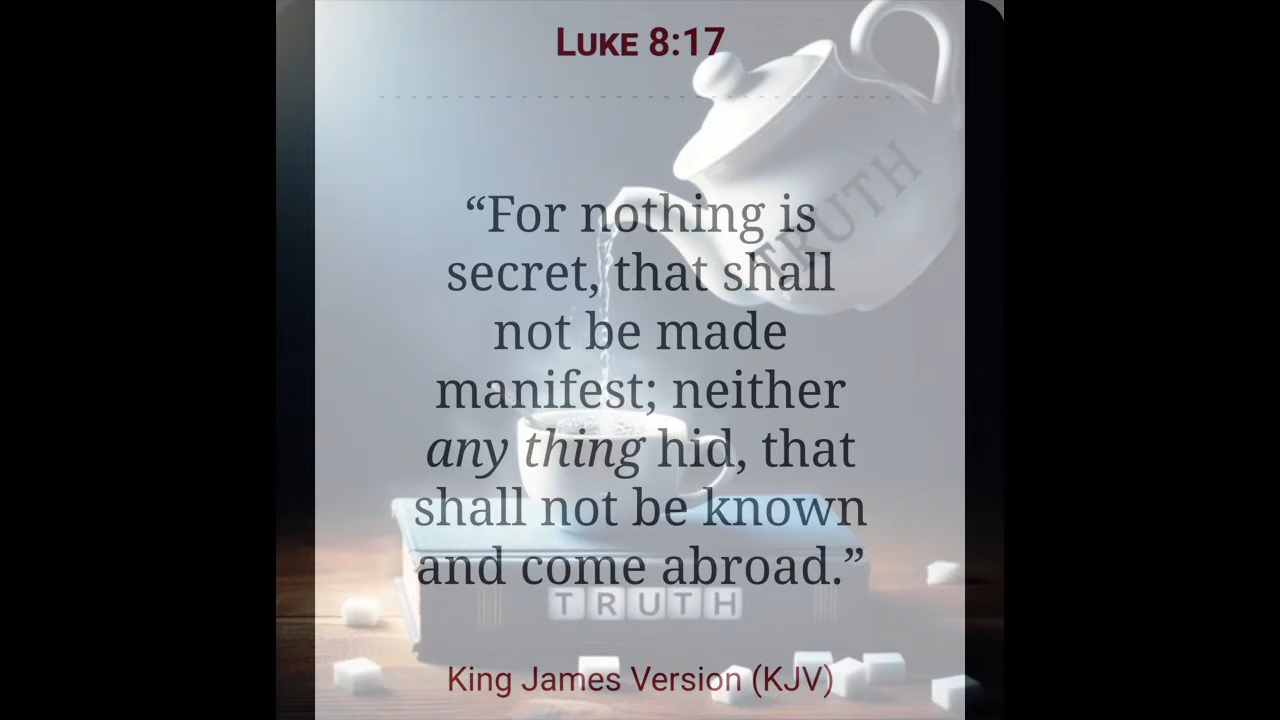 LUKE 8:17
TRUTH
“For nothing is
secret, that shall
not be made
manifest; neither
any thing hid, that
shall not be known
and come abroad.”
TRUTH
King James Version (KJV)